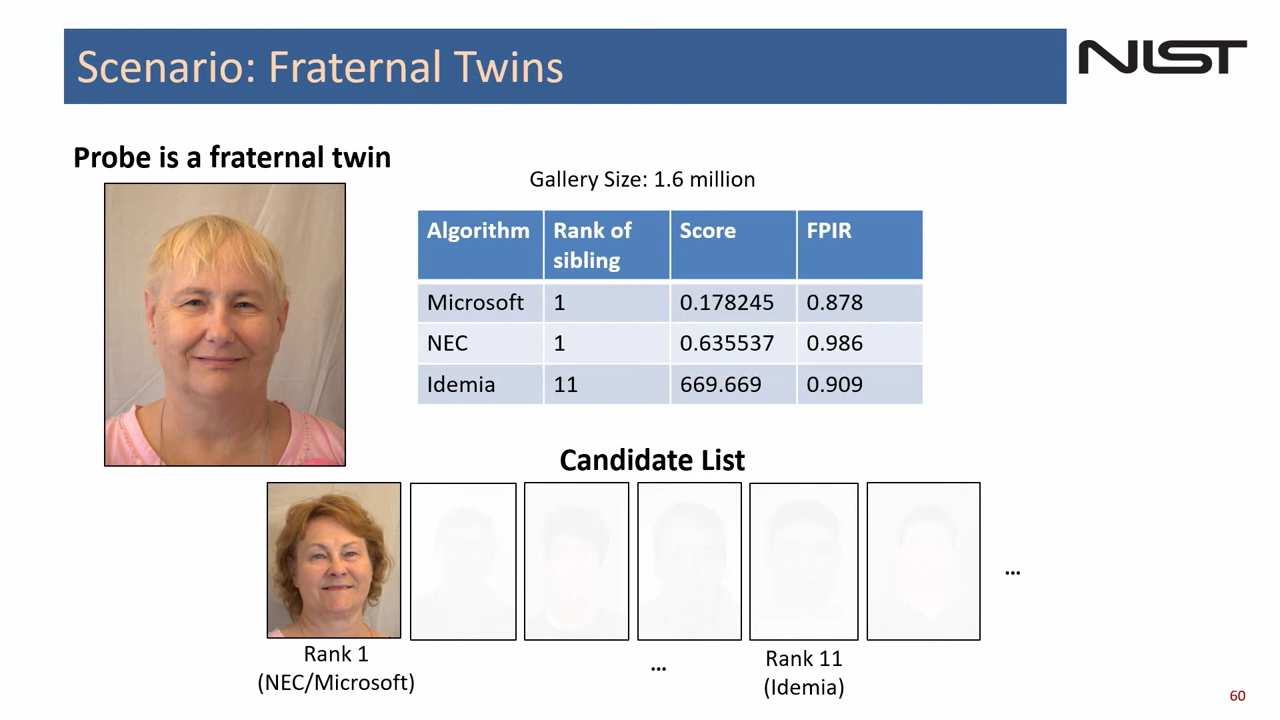 Scenario: Fraternal Twins
NIST
Probe is a fraternal twin
Gallery Size: 1.6 million
Algorithm Rank of sibling Score FPIR
Microsoft 1 0.178245 0.878
NEC 1 0.635537 0.986
Idemia 11 669.669 0.909
Candidate List
...
Rank 1
(NEC/Microsoft)
...
Rank 11
(Idemia)
60